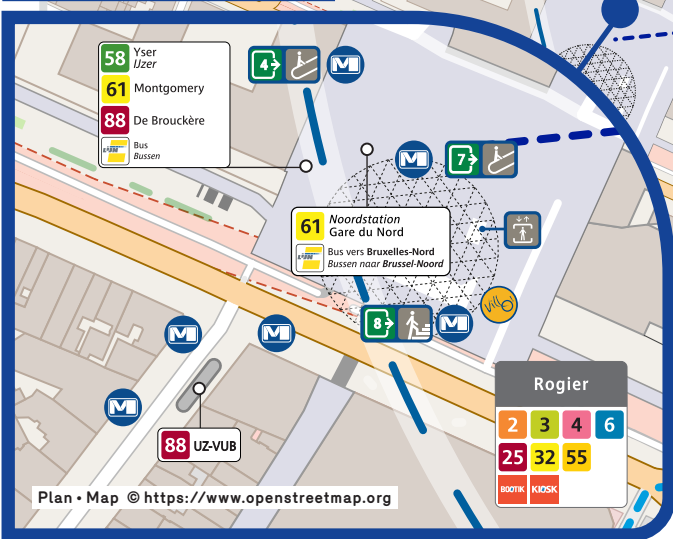 58 Yser
IJzer
61 Montgomery
88 De Brouckère
Bus
Bussen
4
M
M
7
61 Noordstation
Gare du Nord
Bus vers Bruxelles-Nord
Bussen naar Brussel-Noord
Villo
8
M
M
M
M
88 UZ-VUB
Rogier
2 3 4 6
25 32 55
BOOTIK KIOSK
Plan • Map © https://www.openstreetmap.org